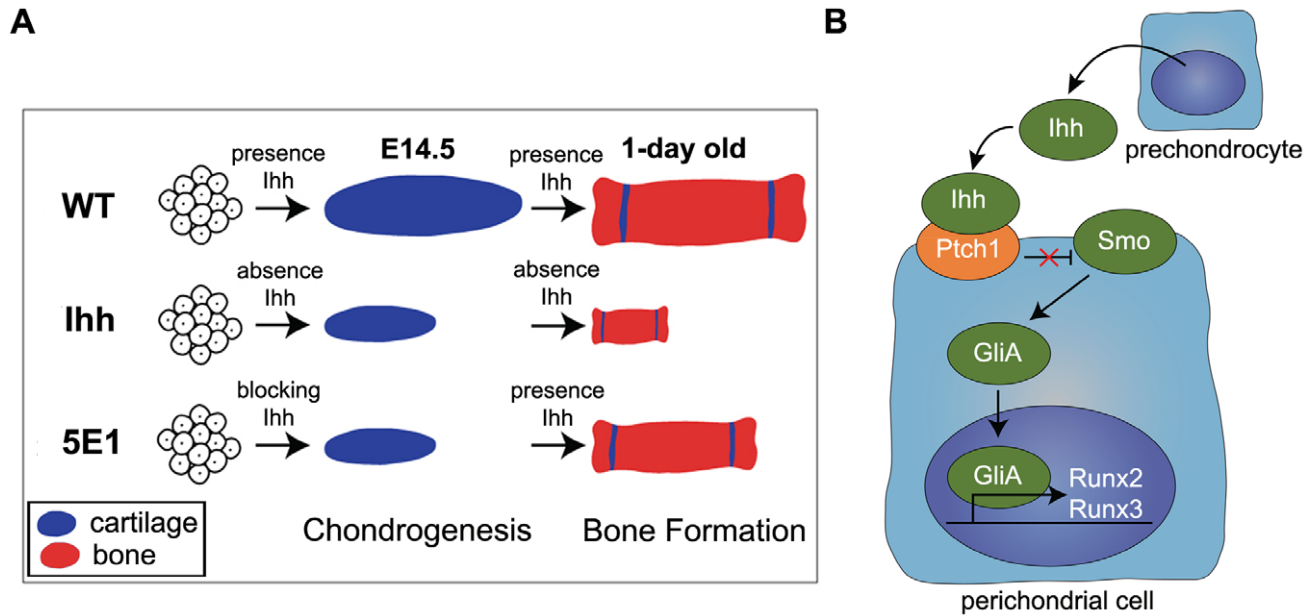 A
presence
Ihh
E14.5
presence
Ihh
1-day old
WT
absence
Ihh
absence
Ihh
Ihh
blocking
Ihh
presence
Ihh
5E1
cartilage
bone
Chondrogenesis
Bone Formation
B
Ihh
prechondrocyte
Ihh
Ptch1
Smo
GliA
GliA
Runx2
Runx3
perichondrial cell